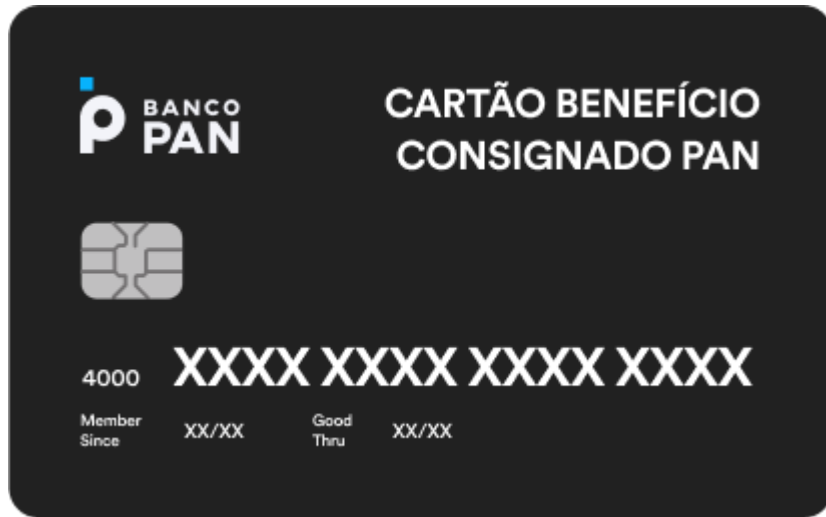 BANCO
PAN
CARTÃO BENEFÍCIO
CONSIGNADO PAN
4000 XXXX XXXX XXXX XXXX
Member
Since
XX/XX
Good
Thru
XX/XX